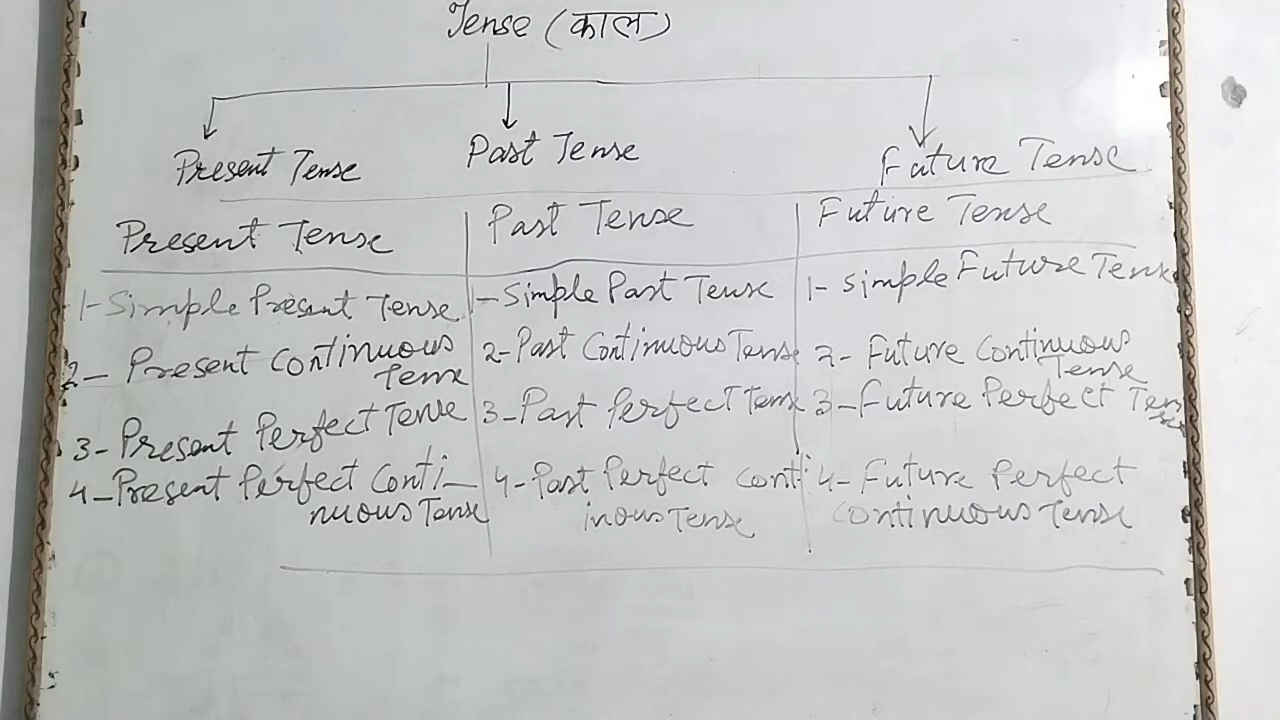 Tense (काल)
Present Tense
Past Tense
Future Tense
Present Tense
Past Tense
Future Tense
1-Simple Present Tense
2- Present Continuous
Tense
3- Present Perfect Tense
4-Present Perfect Conti-
nuous Tense
1-Simple Past Tense
2-Past Continuous Tense
3-Past Perfect Tense
4-Past Perfect conti
inous Tense
1- simple Future Tense
2- Future Continuous
Tense
3-Future Perfect Tense
4- Future Perfect
Continuous Tense